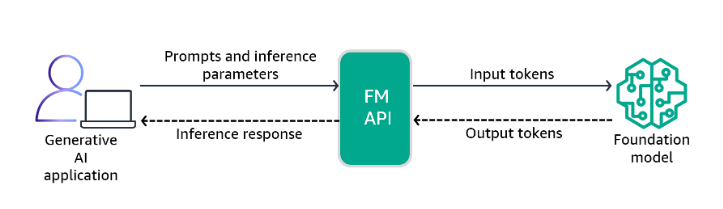 Prompts and inference
parameters
Input tokens
FM
API
Inference response
Output tokens
Generative
AI
application
Foundation
model